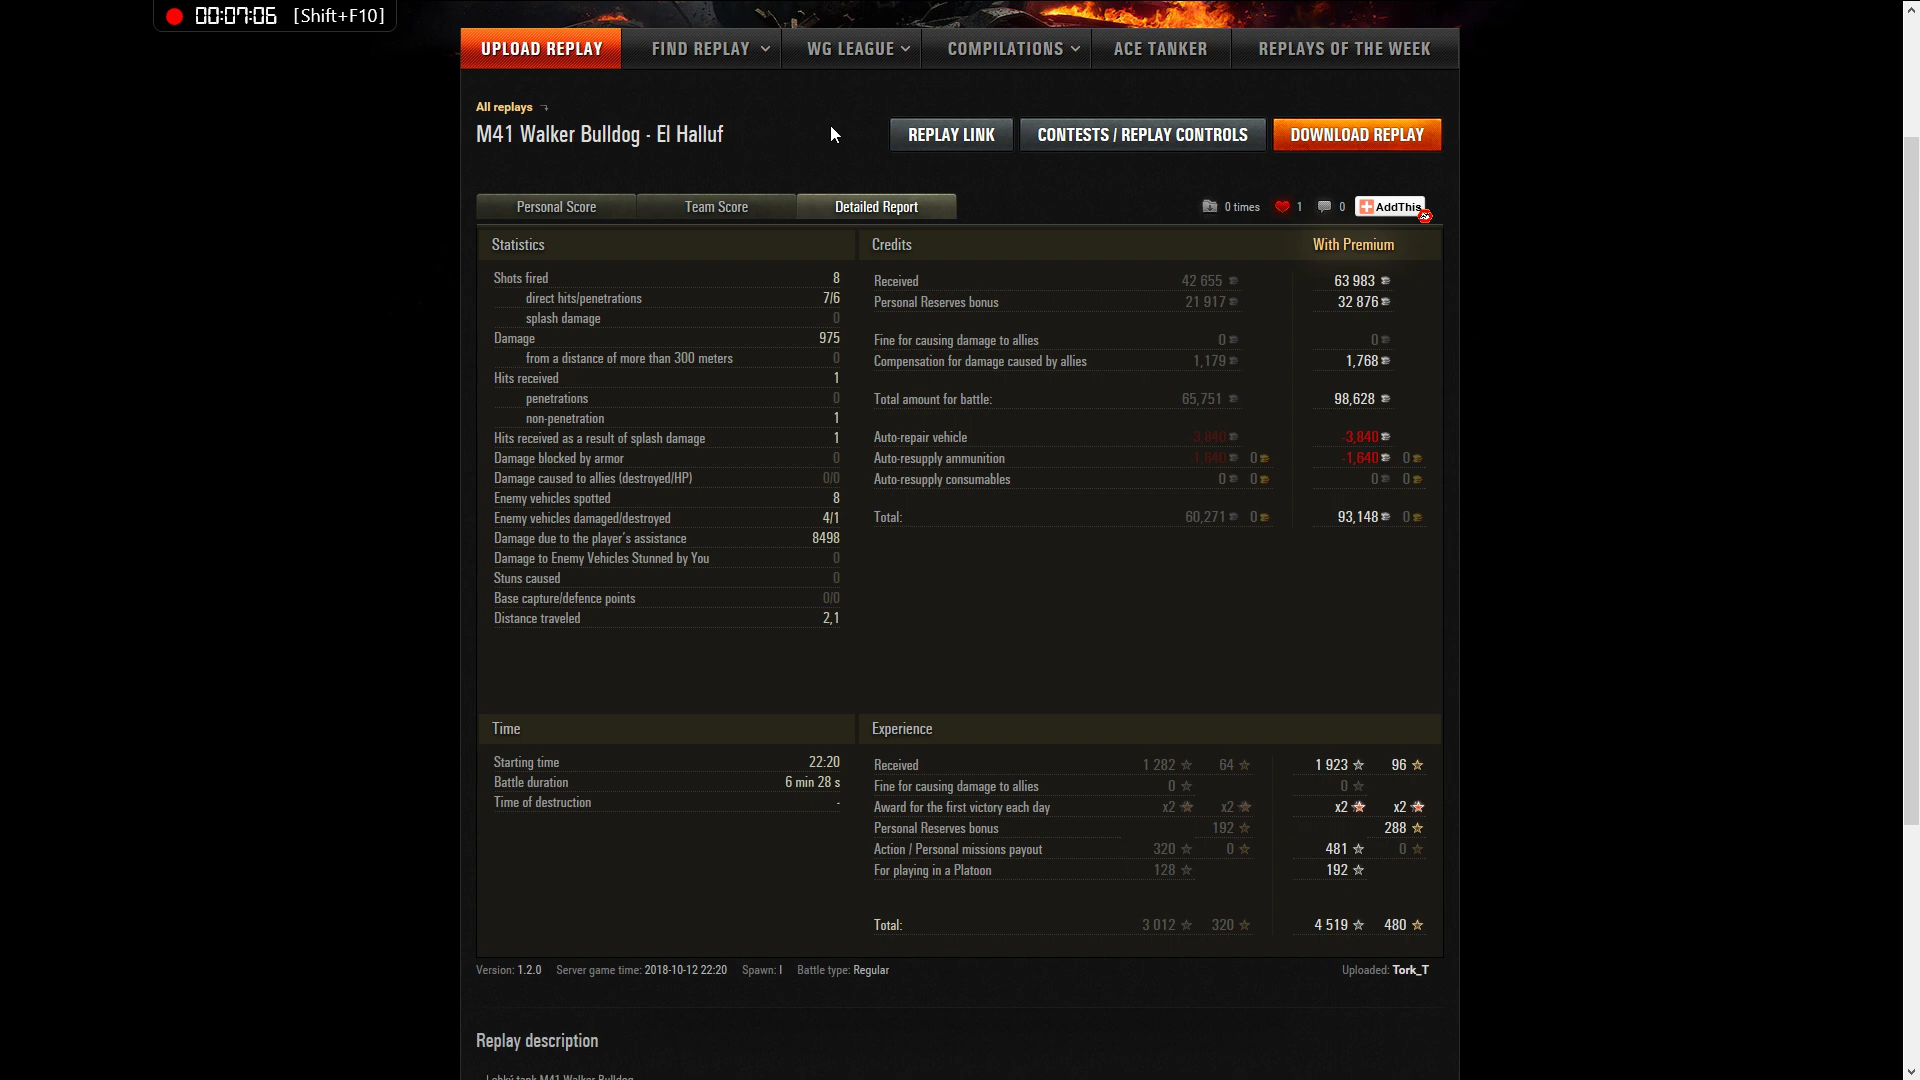 00:07:06 [Shift+F10]
UPLOAD REPLAY FIND REPLAY WG LEAGUE COMPILATIONS ACE TANKER REPLAYS OF THE WEEK
All replays
M41 Walker Bulldog - El Halluf
REPLAY LINK CONTESTS / REPLAY CONTROLS DOWNLOAD REPLAY
Personal Score Team Score Detailed Report 0 times 1 0 AddThis
Statistics
Shots fired 8
direct hits/penetrations 7/6
splash damage 0
Damage 975
from a distance of more than 300 meters 0
Hits received 1
penetrations 0
non-penetration 1
Hits received as a result of splash damage 1
Damage blocked by armor 0
Damage caused to allies (destroyed/HP) 0/0
Enemy vehicles spotted 8
Enemy vehicles damaged/destroyed 4/1
Damage due to the player's assistance 8498
Damage to Enemy Vehicles Stunned by You 0
Stuns caused 0
Base capture/defence points 0/0
Distance traveled 2,1
Credits With Premium
Received 42 655 63 983
Personal Reserves bonus 21 917 32 876
Fine for causing damage to allies 0 0
Compensation for damage caused by allies 1,179 1,768
Total amount for battle: 65,751 98,628
Auto-repair vehicle -3,840 -3,840
Auto-resupply ammunition -1,640 0 -1,640 0
Auto-resupply consumables 0 0 0 0
Total: 60,271 0 93,148 0
Time
Starting time 22:20
Battle duration 6 min 28 s
Time of destruction -
Experience
Received 1 282 64 1 923 96
Fine for causing damage to allies 0 0
Award for the first victory each day x2 x2 x2 x2
Personal Reserves bonus 192 288
Action / Personal missions payout 320 0 481 0
For playing in a Platoon 128 192
Total: 3 012 320 4 519 480
Version: 1.2.0 Server game time: 2018-10-12 22:20 Spawn: I Battle type: Regular Uploaded: Tork_T
Replay description
Lehký tank M41 Walker Bulldog